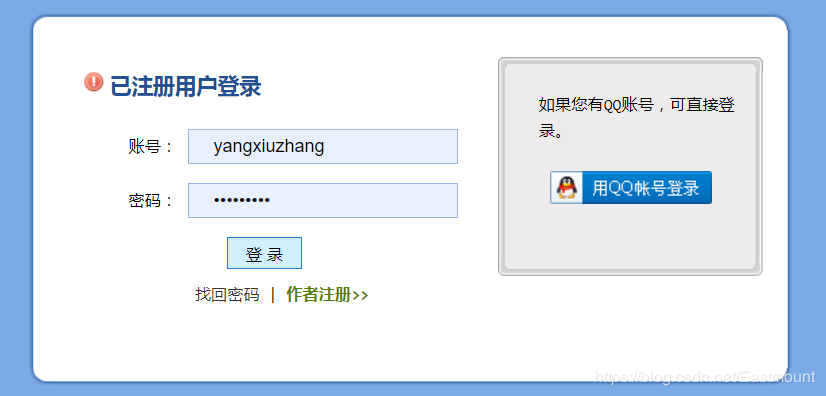 已注册用户登录
账号：
yangxiuzhang
密码：
•••••••••
登 录
找回密码 | 作者注册>>
如果您有QQ账号，可直接登
录。
用QQ帐号登录
https://blog.csdn.net/Eastmount